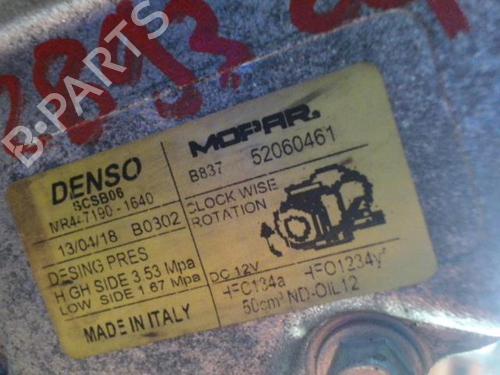 B-PARTS
DENSO
SCSB06
MR447190-1640
13/04/18 B0302
DESING PRES
HIGH SIDE 3.53 Mpa
LOW SIDE 1.67 Mpa
MADE IN ITALY
MOPAR.
B837 52060461
CLOCK WISE
ROTATION
DC 12V
HFC134a HFO1234yf
50cm³ ND-OIL12